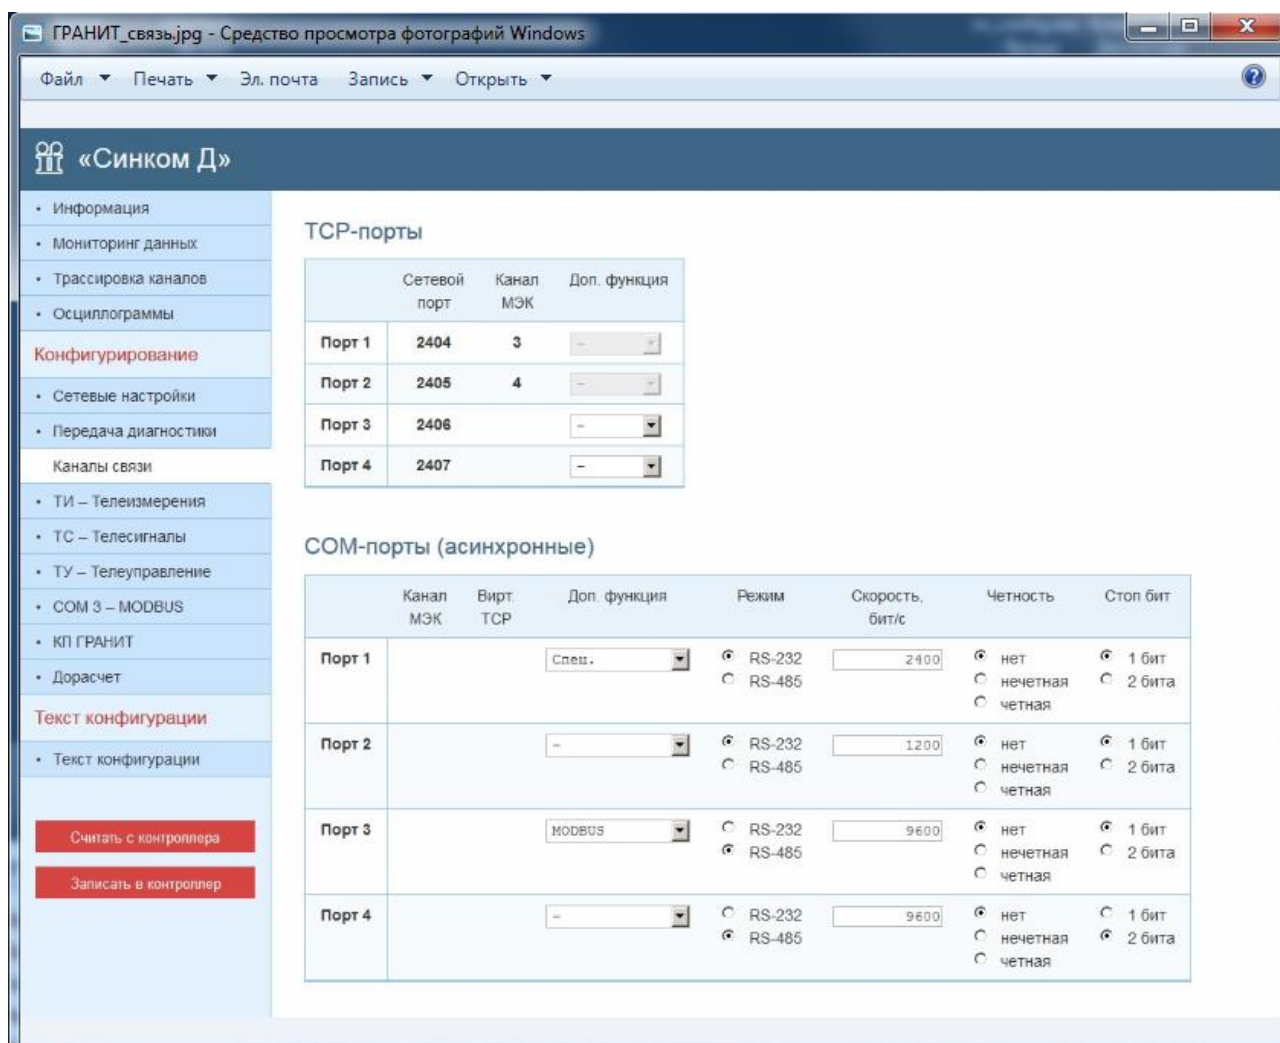 ГРАНИТ_связь.jpg - Средство просмотра фотографий Windows
Файл Печать Эл. почта Запись Открыть
«Синком Д»
• Информация
• Мониторинг данных
• Трассировка каналов
• Осциллограммы
Конфигурирование
• Сетевые настройки
• Передача диагностики
Каналы связи
• ТИ – Телеизмерения
• ТС – Телесигналы
• ТУ – Телеуправление
• COM 3 – MODBUS
• КП ГРАНИТ
• Дорасчет
Текст конфигурации
• Текст конфигурации
Считать с контроллера
Записать в контроллер
TCP-порты
Сетевой порт Канал МЭК Доп. функция
Порт 1 2404 3 –
Порт 2 2405 4 –
Порт 3 2406 –
Порт 4 2407 –
COM-порты (асинхронные)
Канал МЭК Вирт. TCP Доп. функция Режим Скорость, бит/с Четность Стоп бит
Порт 1 Спец. RS-232 2400 нет 1 бит
RS-485 нечетная 2 бита
четная
Порт 2 – RS-232 1200 нет 1 бит
RS-485 нечетная 2 бита
четная
Порт 3 MODBUS RS-232 9600 нет 1 бит
RS-485 нечетная 2 бита
четная
Порт 4 – RS-232 9600 нет 1 бит
RS-485 нечетная 2 бита
четная